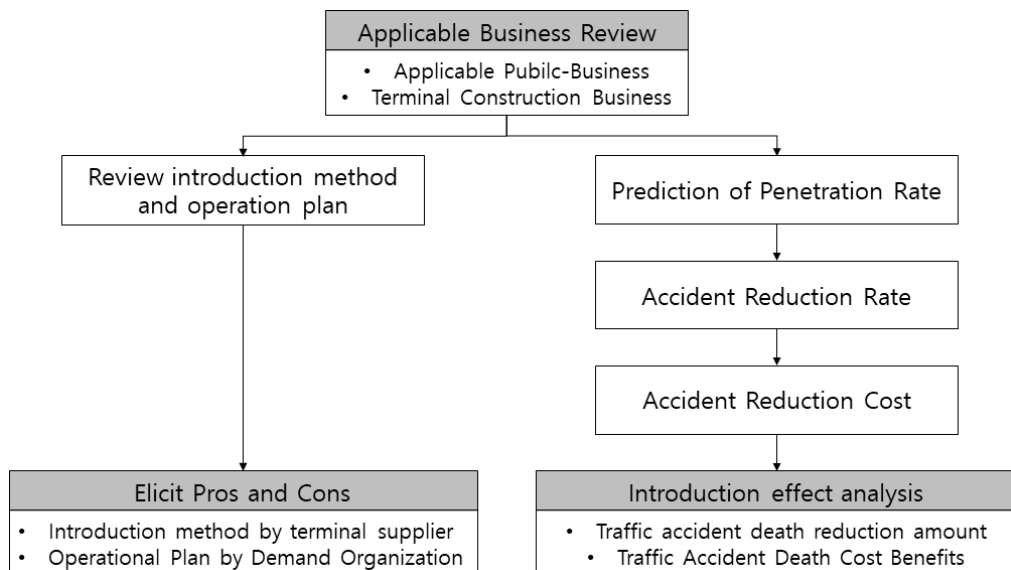 Applicable Business Review
• Applicable Pubilc-Business
• Terminal Construction Business
Review introduction method
and operation plan
Prediction of Penetration Rate
Accident Reduction Rate
Accident Reduction Cost
Elicit Pros and Cons
• Introduction method by terminal supplier
• Operational Plan by Demand Organization
Introduction effect analysis
• Traffic accident death reduction amount
• Traffic Accident Death Cost Benefits